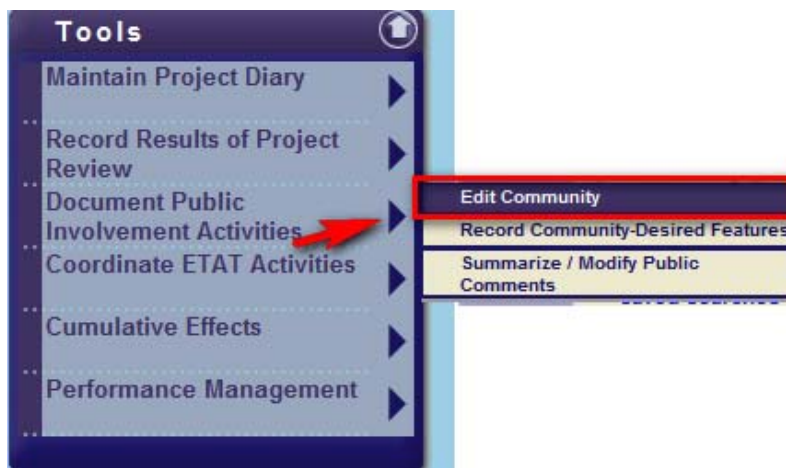 Tools
Maintain Project Diary
Record Results of Project
Review
Document Public
Involvement Activities
Coordinate ETAT Activities
Cumulative Effects
Performance Management
Edit Community
Record Community-Desired Features
Summarize / Modify Public
Comments